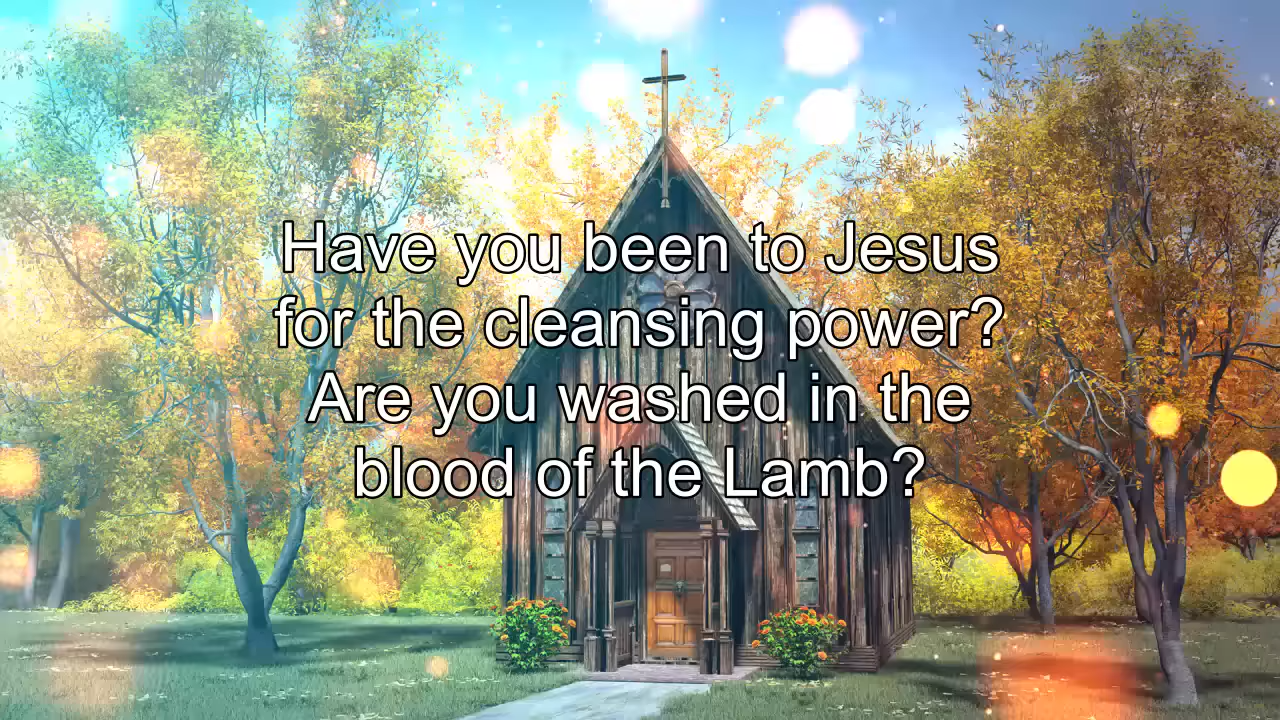 Have you been to Jesus
for the cleansing power?
Are you washed in the
blood of the Lamb?